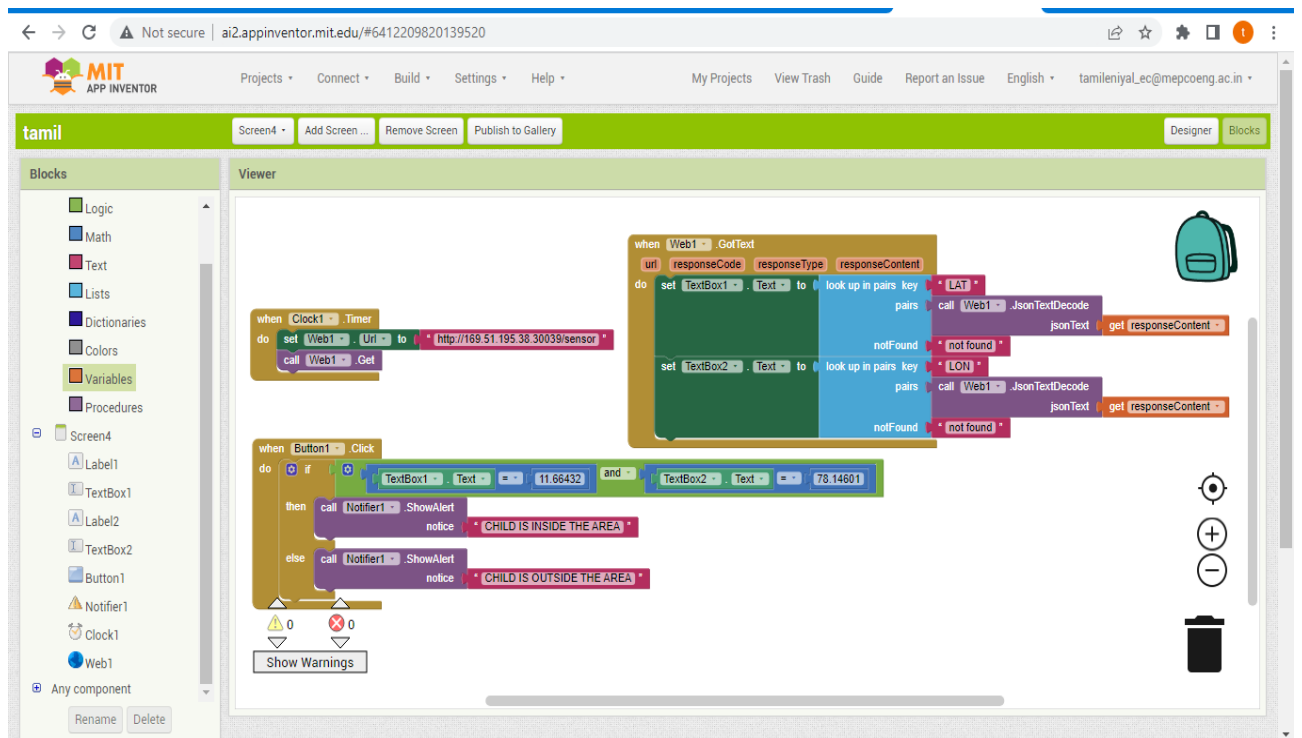 Not secure | ai2.appinventor.mit.edu/#6412209820139520 t
MIT
APP INVENTOR
Projects Connect Build Settings Help My Projects View Trash Guide Report an Issue English tamileniyal_ec@mepcoeng.ac.in
tamil Screen4 Add Screen ... Remove Screen Publish to Gallery Designer Blocks
Blocks
Logic
Math
Text
Lists
Dictionaries
Colors
Variables
Procedures
Screen4
Label1
TextBox1
Label2
TextBox2
Button1
Notifier1
Clock1
Web1
Any component
Rename Delete
Viewer
when Clock1 .Timer
do set Web1 . Url to " http://169.51.195.38.30039/sensor "
call Web1 .Get
when Web1 .GotText
url responseCode responseType responseContent
do set TextBox1 . Text to look up in pairs key " LAT "
pairs call Web1 .JsonTextDecode
jsonText get responseContent
notFound " not found "
set TextBox2 . Text to look up in pairs key " LON "
pairs call Web1 .JsonTextDecode
jsonText get responseContent
notFound " not found "
when Button1 .Click
do if TextBox1 . Text = 11.66432 and TextBox2 . Text = 78.14601
then call Notifier1 .ShowAlert
notice " CHILD IS INSIDE THE AREA "
else call Notifier1 .ShowAlert
notice " CHILD IS OUTSIDE THE AREA "
0 0
Show Warnings